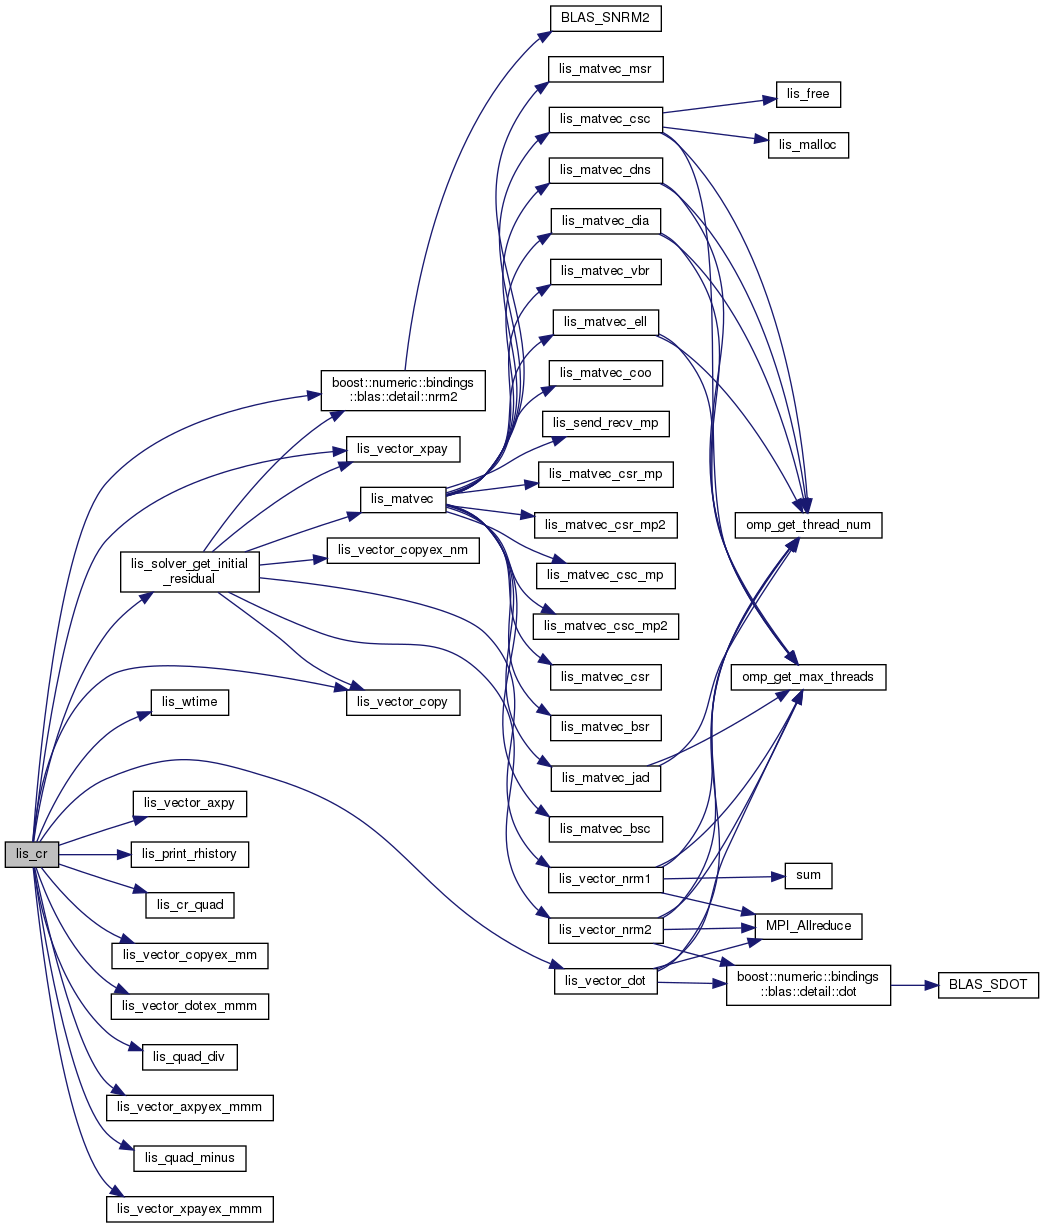 BLAS_SNRM2
lis_matvec_msr
lis_free
lis_matvec_csc
lis_malloc
lis_matvec_dns
lis_matvec_dia
lis_matvec_vbr
lis_matvec_ell
lis_matvec_coo
boost::numeric::bindings
::blas::detail::nrm2
lis_send_recv_mp
lis_vector_xpay
lis_matvec_csr_mp
lis_matvec
lis_matvec_csr_mp2
omp_get_thread_num
lis_vector_copyex_nm
lis_solver_get_initial
_residual
lis_matvec_csc_mp
lis_matvec_csc_mp2
lis_matvec_csr
omp_get_max_threads
lis_wtime
lis_vector_copy
lis_matvec_bsr
lis_matvec_jad
lis_vector_axpy
lis_matvec_bsc
lis_cr
lis_print_rhistory
lis_vector_nrm1
sum
lis_cr_quad
lis_vector_nrm2
MPI_Allreduce
lis_vector_copyex_mm
lis_vector_dot
boost::numeric::bindings
::blas::detail::dot
BLAS_SDOT
lis_vector_dotex_mmm
lis_quad_div
lis_vector_axpyex_mmm
lis_quad_minus
lis_vector_xpayex_mmm